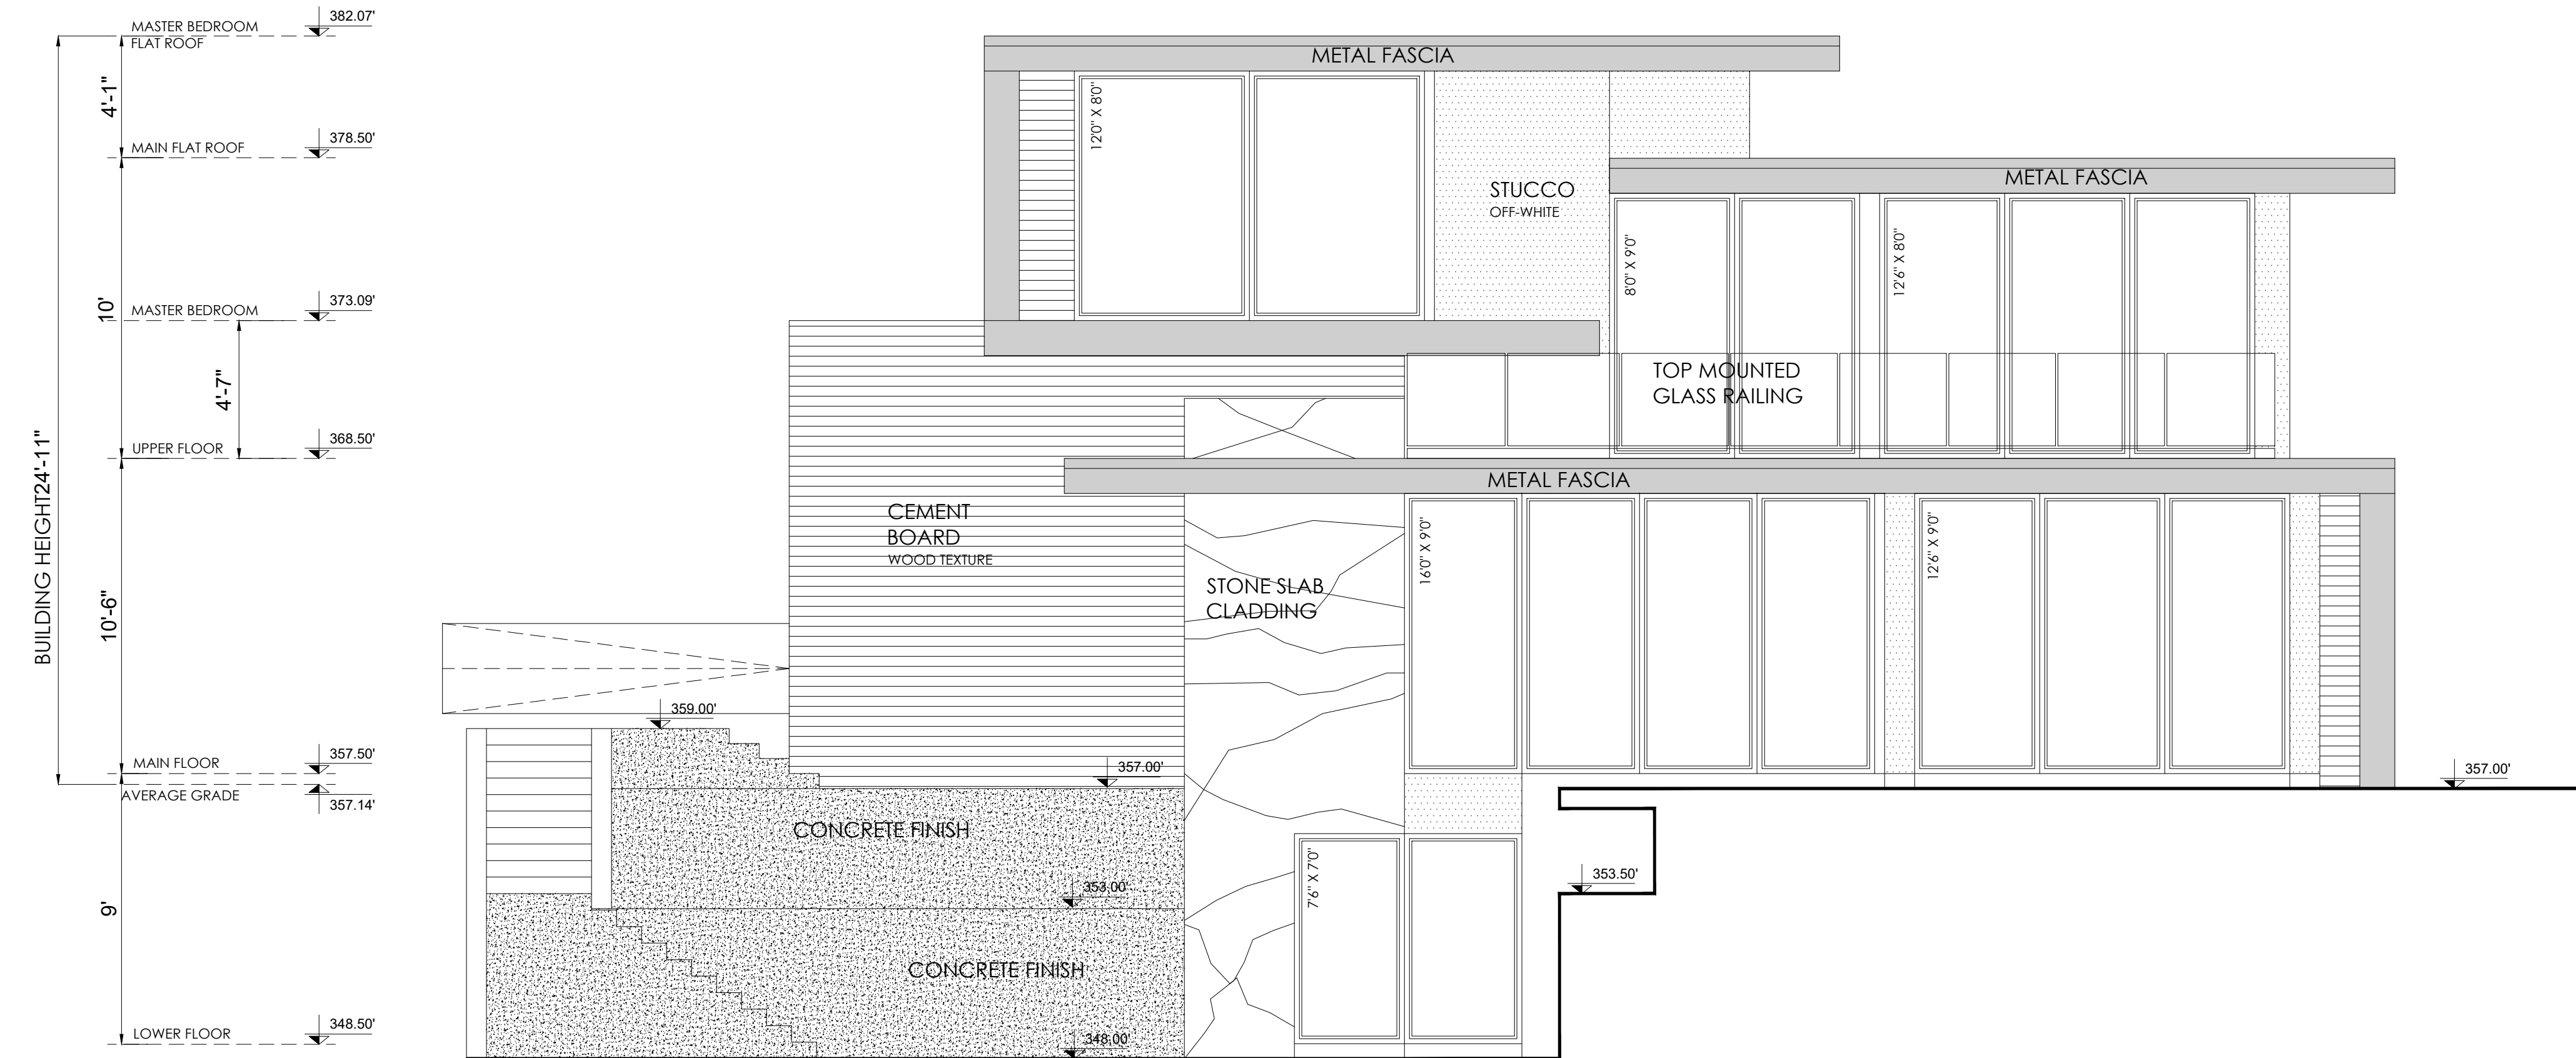 MASTER BEDROOM
FLAT ROOF
382.07'
METAL FASCIA
4'-1"
12'0" X 8'0"
MAIN FLAT ROOF
378.50'
METAL FASCIA
STUCCO
OFF-WHITE
8'0" X 9'0"
12'6" X 8'0"
10'
MASTER BEDROOM
373.09'
4'-7"
TOP MOUNTED
GLASS RAILING
UPPER FLOOR
368.50'
METAL FASCIA
BUILDING HEIGHT24'-11"
CEMENT
BOARD
WOOD TEXTURE
16'0" X 9'0"
12'6" X 9'0"
10'-6"
STONE SLAB
CLADDING
359.00'
MAIN FLOOR
357.50'
357.00'
357.00'
AVERAGE GRADE
357.14'
CONCRETE FINISH
7'6" X 7'0"
353.00'
353.50'
9'
CONCRETE FINISH
LOWER FLOOR
348.50'
348.00'